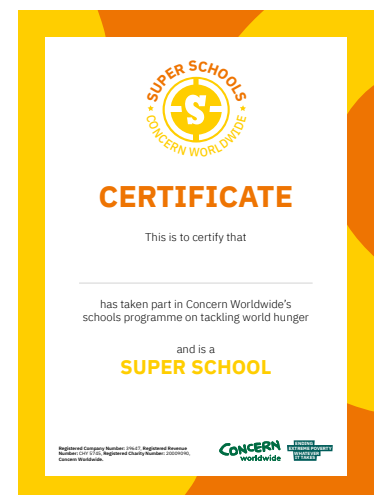 SUPER SCHOOLS
S
CONCERN WORLDWIDE
CERTIFICATE
This is to certify that
has taken part in Concern Worldwide's
schools programme on tackling world hunger
and is a
SUPER SCHOOL
Registered Company Number: 39647, Registered Revenue
Number: CHY 5745, Registered Charity Number: 20009090,
Concern Worldwide.
CONCERN
worldwide
ENDING
EXTREME POVERTY
WHATEVER
IT TAKES